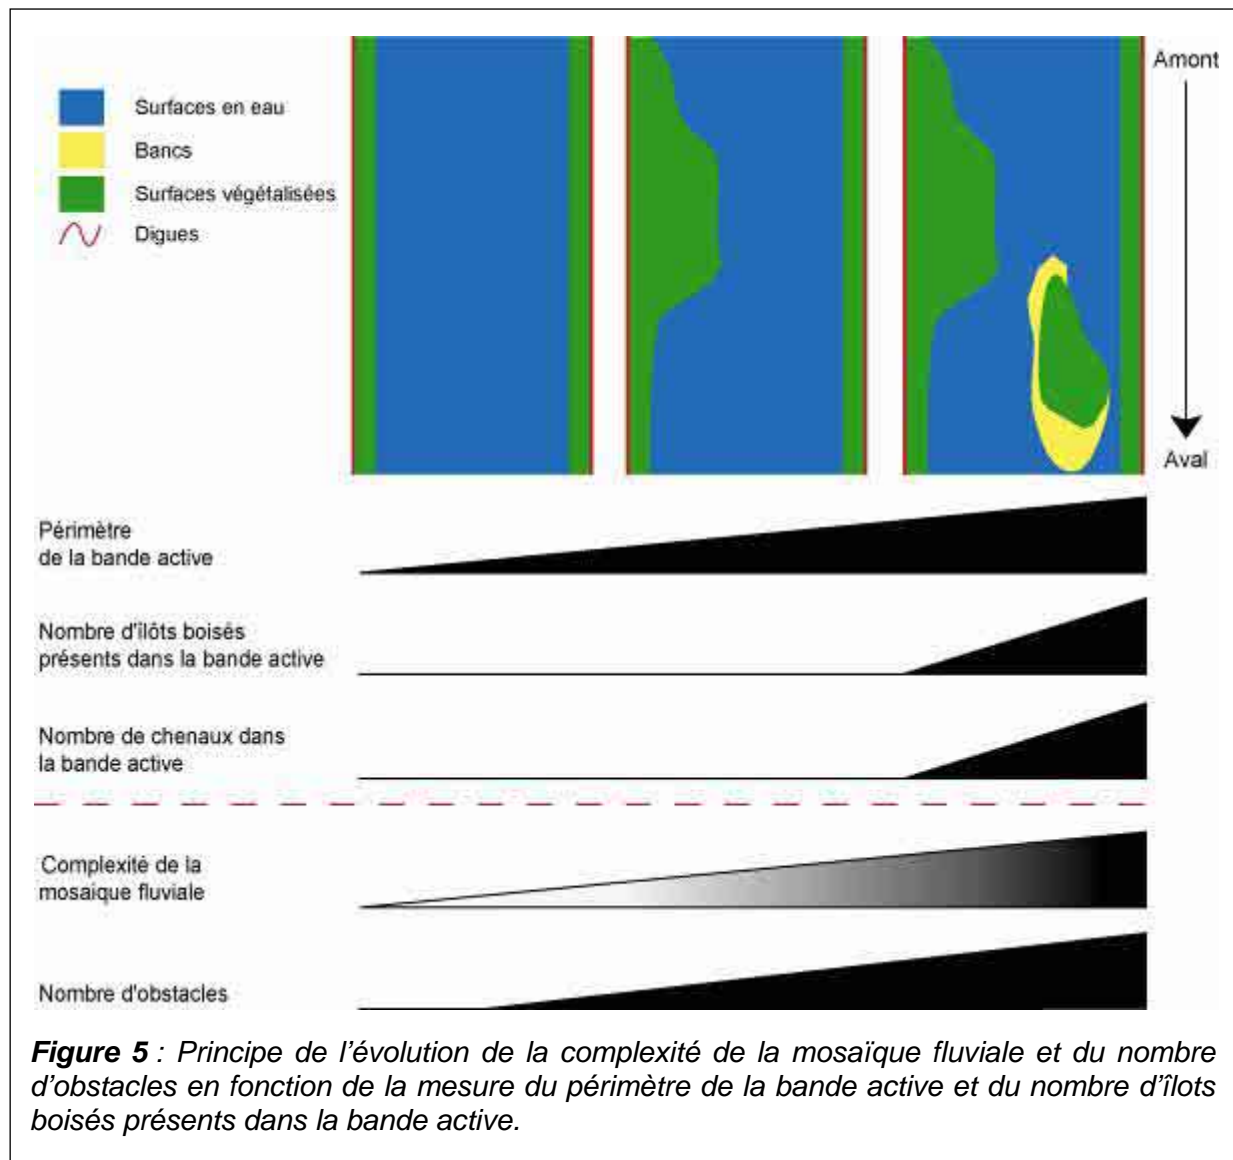 Surfaces en eau
Bancs
Surfaces végétalisées
Digues
Amont
Aval
Périmètre
de la bande active
Nombre d'îlôts boisés
présents dans la bande active
Nombre de chenaux dans
la bande active
Complexité de la
mosaique fluviale
Nombre d'obstacles
Figure 5 : Principe de l'évolution de la complexité de la mosaïque fluviale et du nombre
d'obstacles en fonction de la mesure du périmètre de la bande active et du nombre d'îlots
boisés présents dans la bande active.